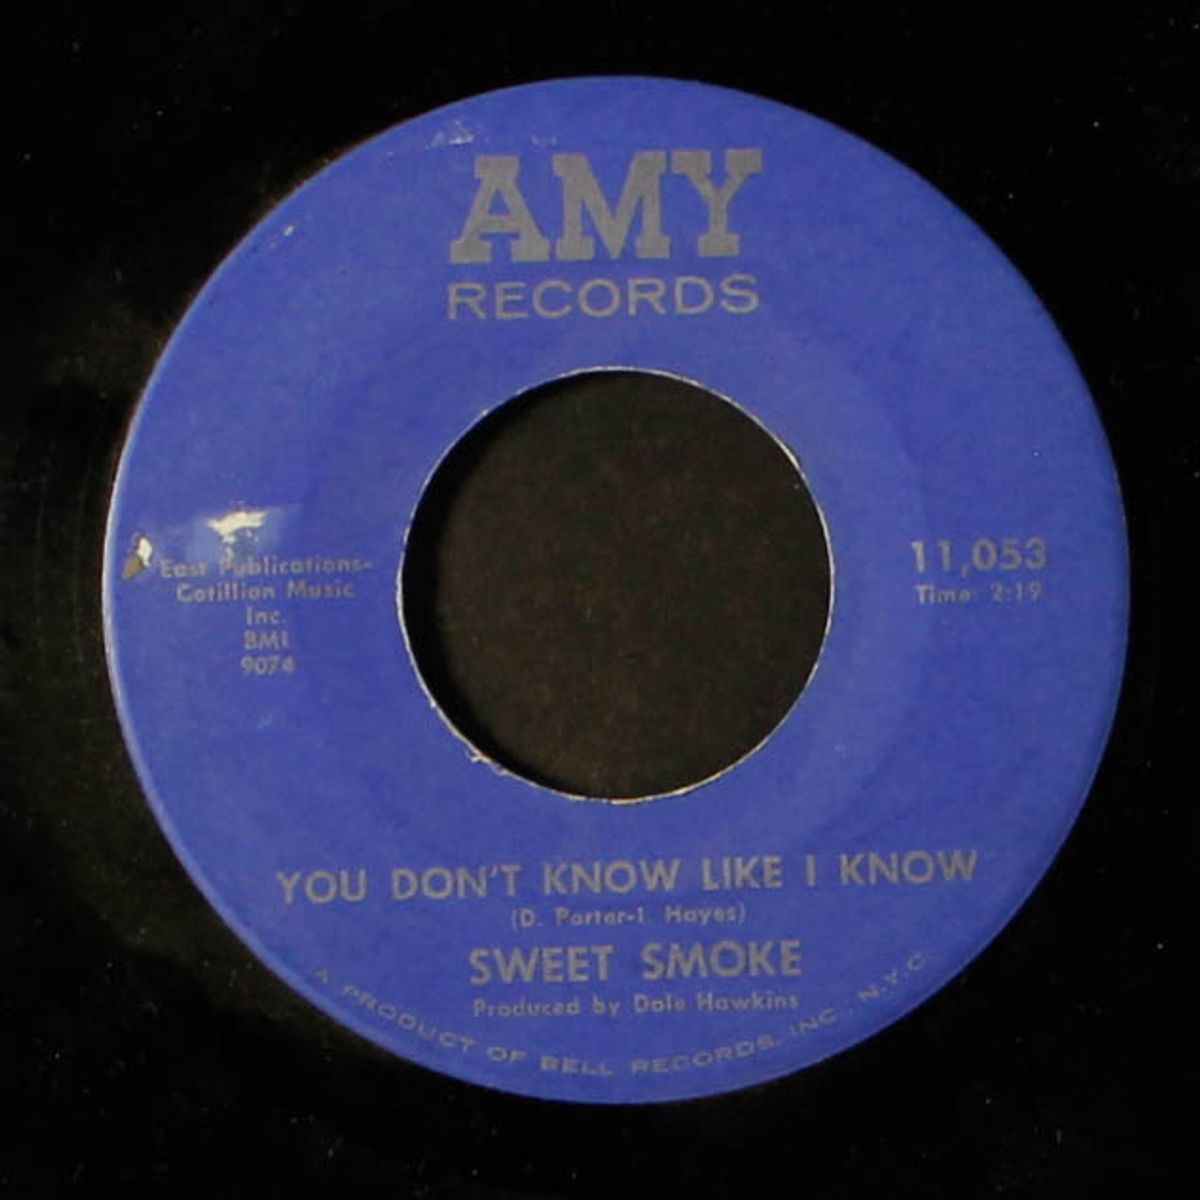 AMY
RECORDS
East Publications-
Cotillion Music
Inc.
BMI
9074
11,053
Time: 2:19
YOU DON'T KNOW LIKE I KNOW
(D. Porter-I. Hayes)
SWEET SMOKE
Produced by Dale Hawkins
A PRODUCT OF BELL RECORDS, INC., N.Y.C.